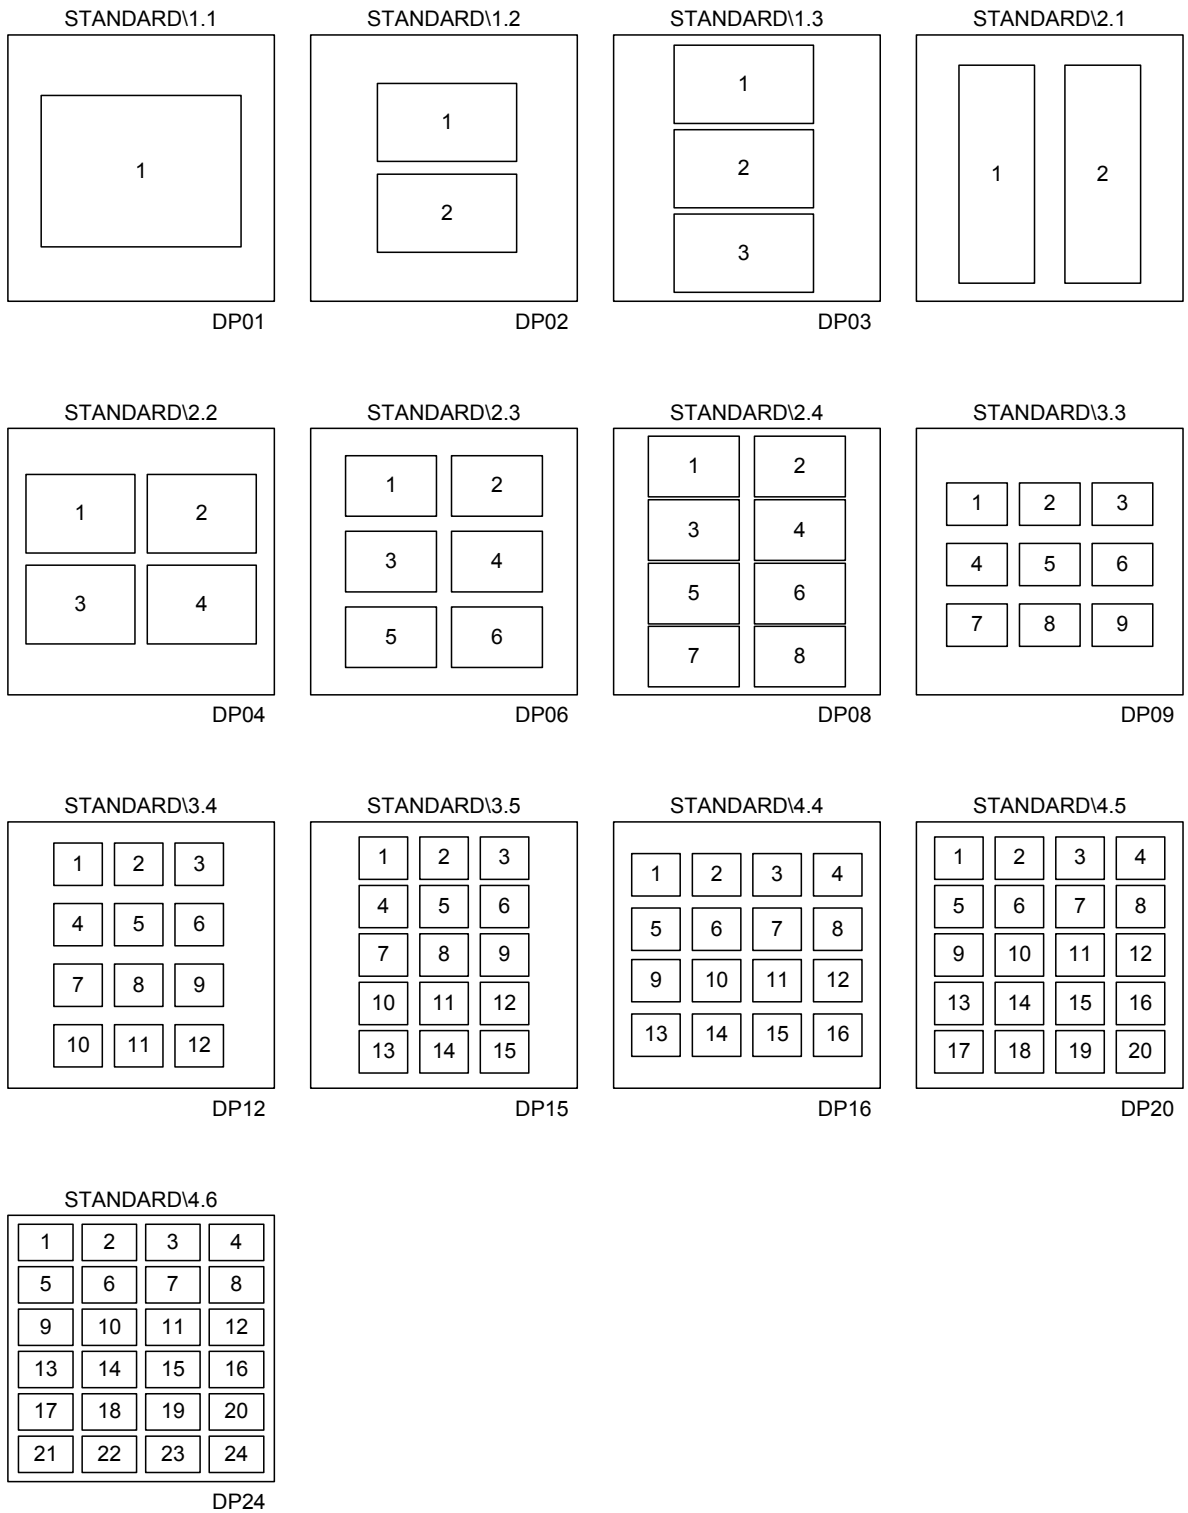 STANDARD\1.1 STANDARD\1.2 STANDARD\1.3 STANDARD\2.1
1
1
2
1
2
3
1 2
DP01 DP02 DP03
STANDARD\2.2 STANDARD\2.3 STANDARD\2.4 STANDARD\3.3
1 2
3 4
1 2
3 4
5 6
1 2
3 4
5 6
7 8
1 2 3
4 5 6
7 8 9
DP04 DP06 DP08 DP09
STANDARD\3.4 STANDARD\3.5 STANDARD\4.4 STANDARD\4.5
1 2 3
4 5 6
7 8 9
10 11 12
1 2 3
4 5 6
7 8 9
10 11 12
13 14 15
1 2 3 4
5 6 7 8
9 10 11 12
13 14 15 16
1 2 3 4
5 6 7 8
9 10 11 12
13 14 15 16
17 18 19 20
DP12 DP15 DP16 DP20
STANDARD\4.6
1 2 3 4
5 6 7 8
9 10 11 12
13 14 15 16
17 18 19 20
21 22 23 24
DP24